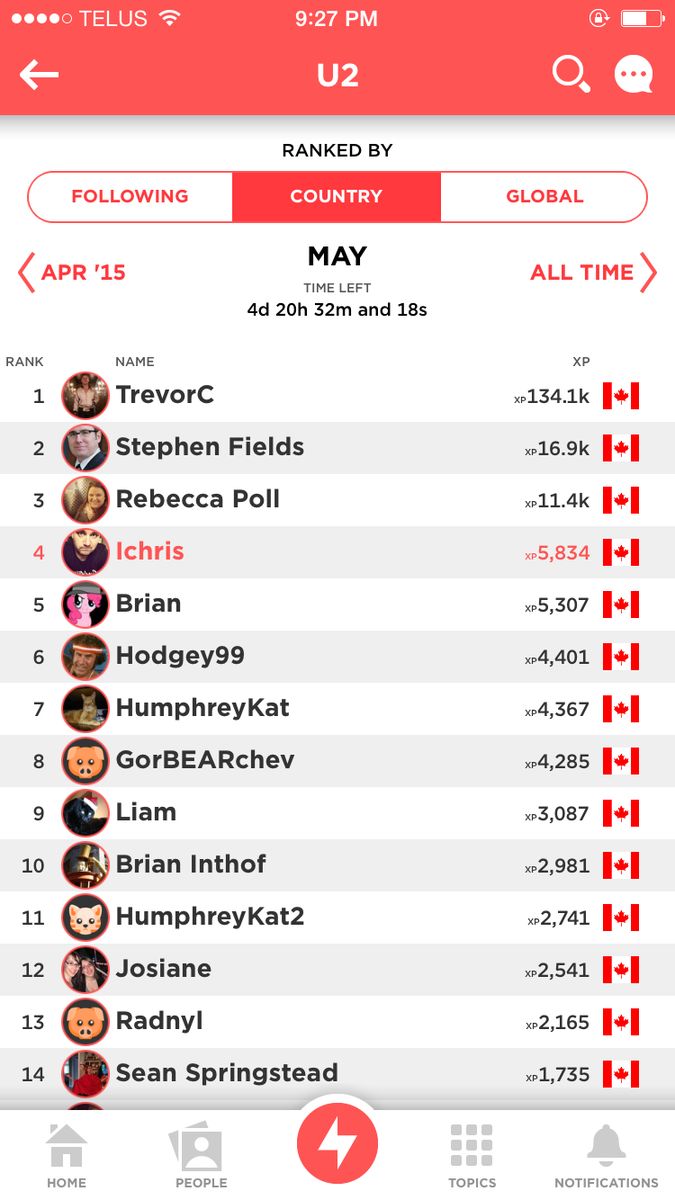 TELUS 9:27 PM
U2
RANKED BY
FOLLOWING COUNTRY GLOBAL
APR '15 MAY ALL TIME
TIME LEFT
4d 20h 32m and 18s
RANK NAME XP
1 TrevorC XP134.1k
2 Stephen Fields XP16.9k
3 Rebecca Poll XP11.4k
4 Ichris XP5,834
5 Brian XP5,307
6 Hodgey99 XP4,401
7 HumphreyKat XP4,367
8 GorBEARchev XP4,285
9 Liam XP3,087
10 Brian Inthof XP2,981
11 HumphreyKat2 XP2,741
12 Josiane XP2,541
13 Radnyl XP2,165
14 Sean Springstead XP1,735
HOME PEOPLE TOPICS NOTIFICATIONS